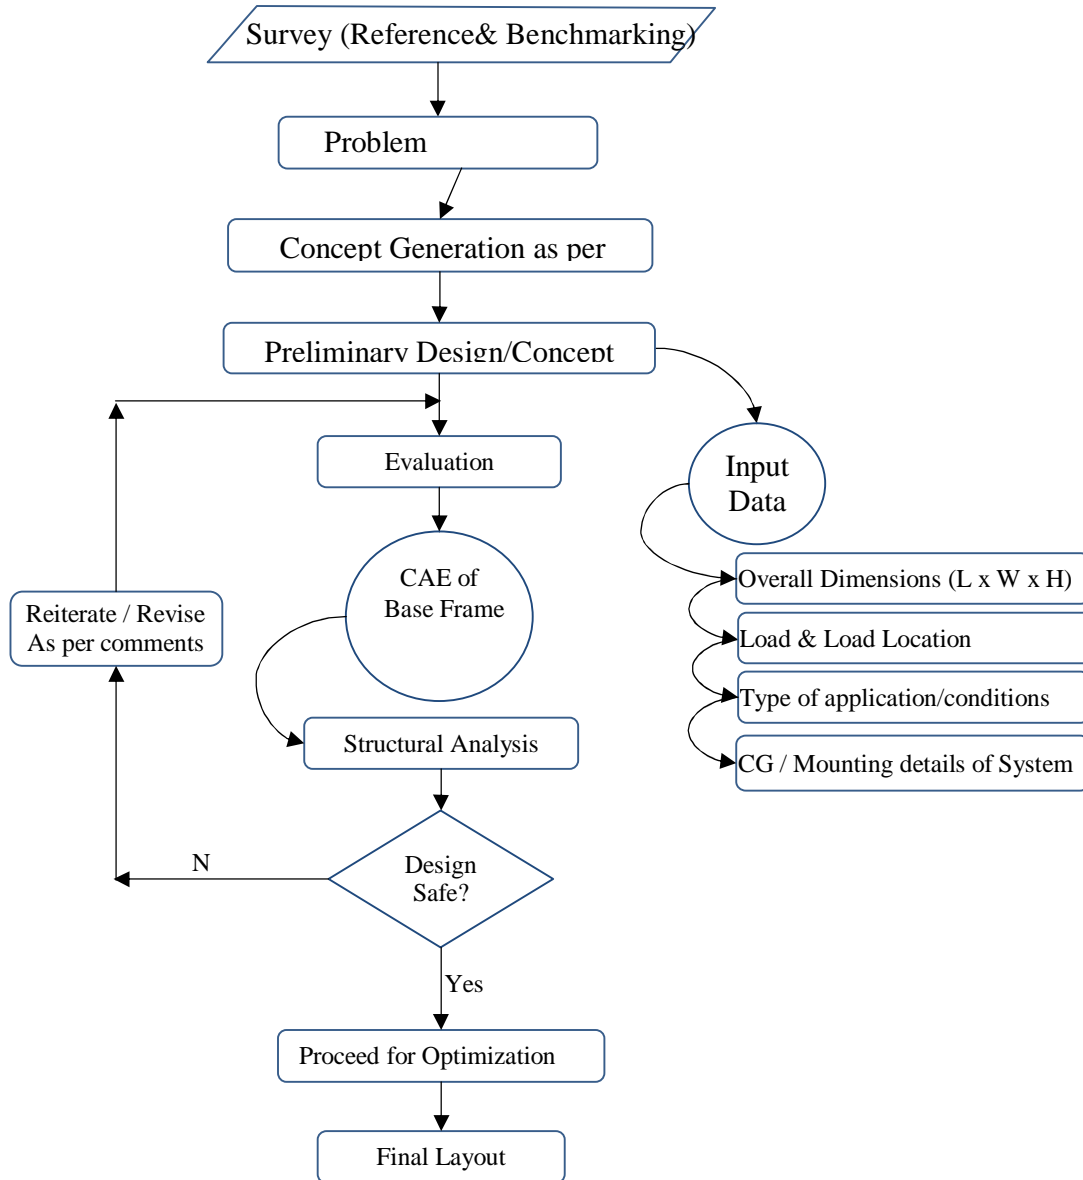 Survey (Reference& Benchmarking)
Problem
Concept Generation as per
Preliminary Design/Concept
Evaluation
Input
Data
CAE of
Base Frame
Overall Dimensions (L x W x H)
Reiterate / Revise
As per comments
Load & Load Location
Type of application/conditions
Structural Analysis
CG / Mounting details of System
N
Design
Safe?
Yes
Proceed for Optimization
Final Layout